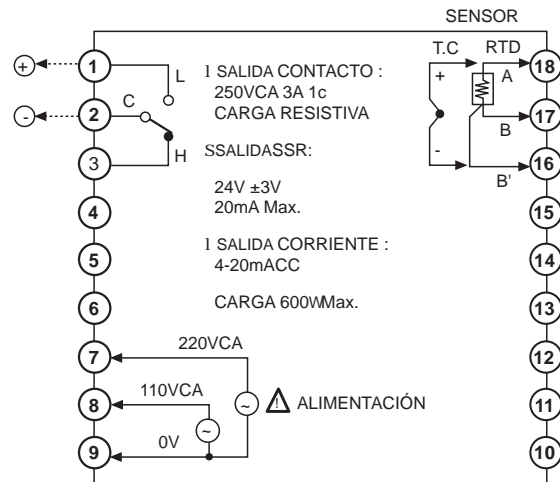 SENSOR
+ 1 L
1 SALIDA CONTACTO :
250VCA 3A 1c
CARGA RESISTIVA
- 2 C
3 H
SSALIDASSR:
24V ±3V
20mA Max.
4
5
1 SALIDA CORRIENTE :
4-20mACC
6
CARGA 600WMax.
220VCA
7
110VCA
8
~ ~
⚠ ALIMENTACIÓN
0V
9
T.C RTD
+ A 18
B 17
- B' 16
15
14
13
12
11
10